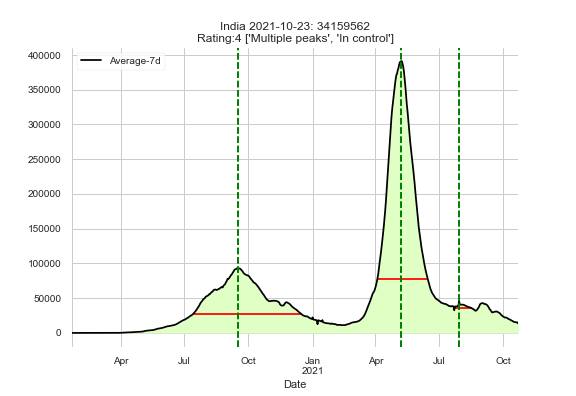 India 2021-10-23: 34159562
Rating:4 ['Multiple peaks', 'In control']
Average-7d
400000
350000
300000
250000
200000
150000
100000
50000
0
Apr Jul Oct Jan Apr Jul Oct
2021
Date